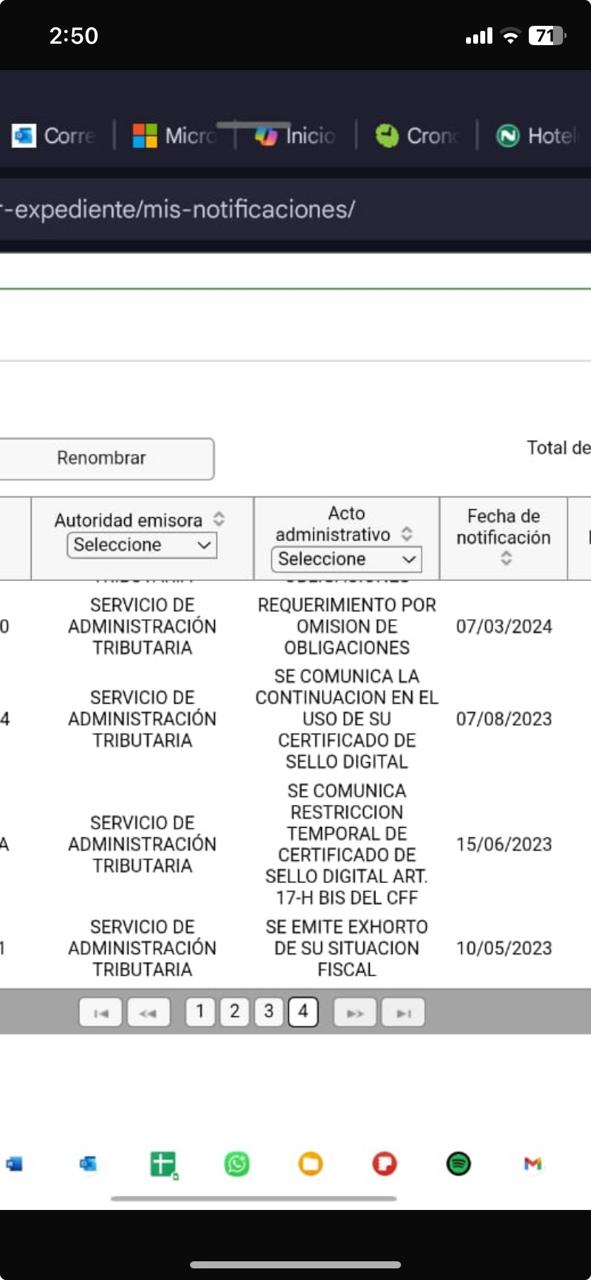 2:50
71
Corre
Micro
Inicio
Cron
Hotel
-expediente/mis-notificaciones/
Renombrar
Total de
Autoridad emisora
Seleccione
Acto
administrativo
Seleccione
Fecha de
notificación
0
SERVICIO DE
ADMINISTRACIÓN
TRIBUTARIA
REQUERIMIENTO POR
OMISION DE
OBLIGACIONES
07/03/2024
4
SERVICIO DE
ADMINISTRACIÓN
TRIBUTARIA
SE COMUNICA LA
CONTINUACION EN EL
USO DE SU
CERTIFICADO DE
SELLO DIGITAL
07/08/2023
A
SERVICIO DE
ADMINISTRACIÓN
TRIBUTARIA
SE COMUNICA
RESTRICCION
TEMPORAL DE
CERTIFICADO DE
SELLO DIGITAL ART.
17-H BIS DEL CFF
15/06/2023
1
SERVICIO DE
ADMINISTRACIÓN
TRIBUTARIA
SE EMITE EXHORTO
DE SU SITUACION
FISCAL
10/05/2023
1 2 3 4